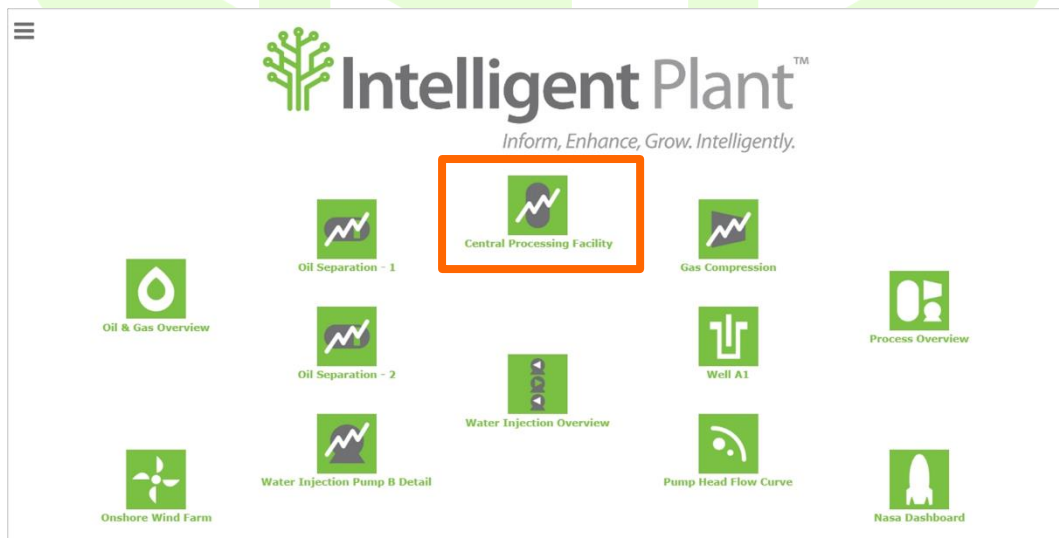 Intelligent Plant™
Inform, Enhance, Grow. Intelligently.
Central Processing Facility
Oil Separation - 1
Gas Compression
Oil & Gas Overview
Process Overview
Oil Separation - 2
Well A1
Water Injection Overview
Water Injection Pump B Detail
Pump Head Flow Curve
Onshore Wind Farm
Nasa Dashboard